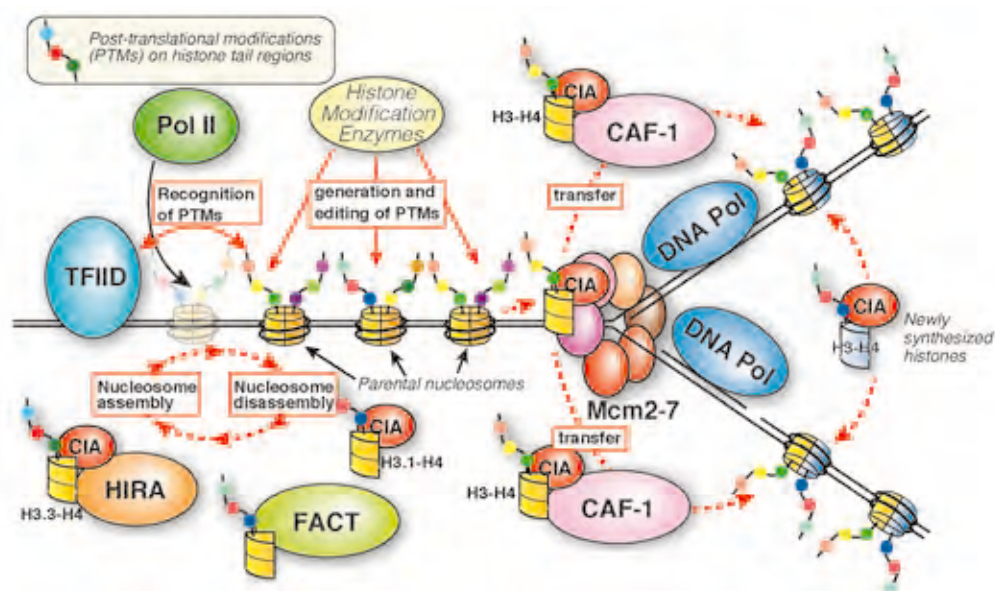 Post-translational modifications
(PTMs) on histone tail regions
Pol II
Histone
Modification
Enzymes
CIA
H3-H4
CAF-1
Recognition
of PTMs
generation and
editing of PTMs
transfer
DNA Pol
TFIID
CIA
CIA
H3-H4
Newly
synthesized
histones
DNA Pol
Parental nucleosomes
Nucleosome
assembly
Nucleosome
disassembly
Mcm2-7
CIA
H3.1-H4
transfer
CIA
HIRA
H3.3-H4
FACT
CIA
H3-H4
CAF-1